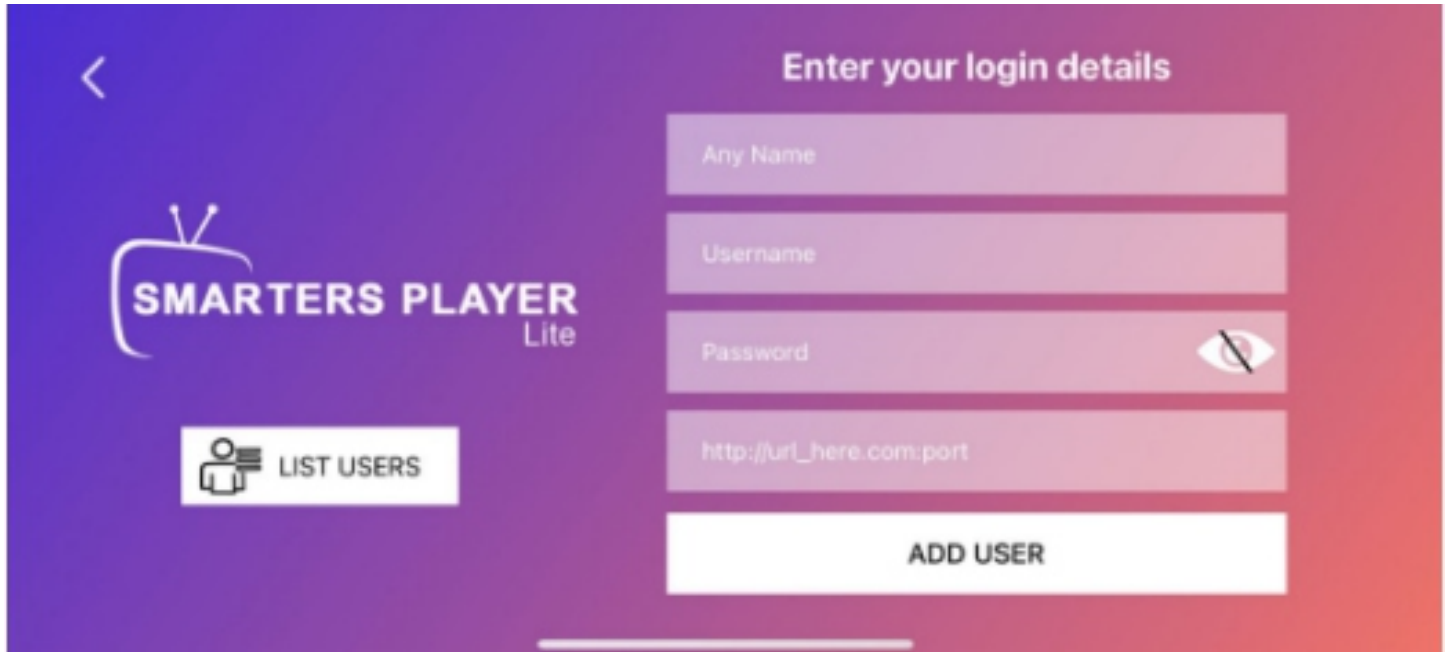 Enter your login details
Any Name
Username
Password
http://url_here.com:port
ADD USER
SMARTERS PLAYER
Lite
LIST USERS